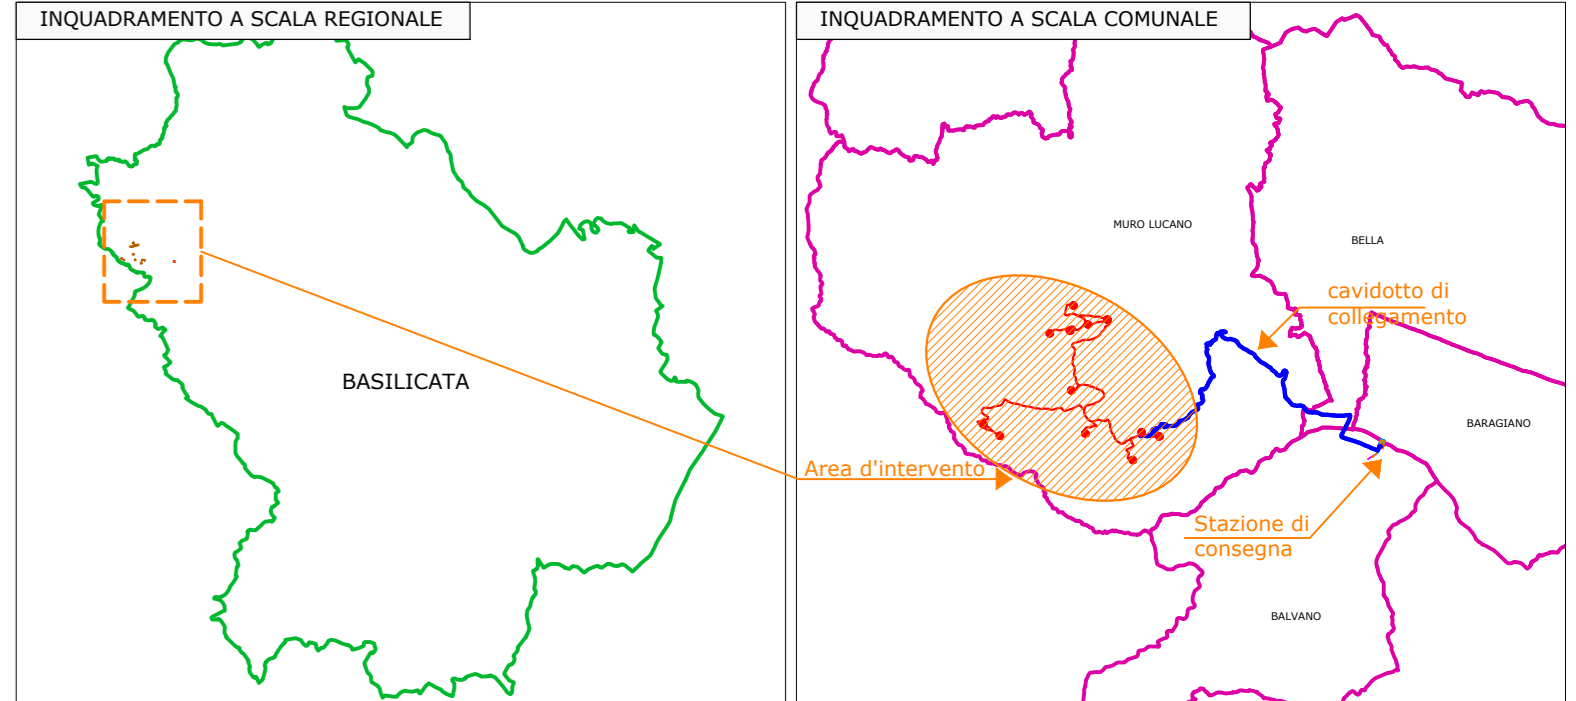 INQUADRAMENTO A SCALA REGIONALE
BASILICATA
INQUADRAMENTO A SCALA COMUNALE
MURO LUCANO
BELLA
cavidotto di
collegamento
BARAGIANO
Area d'intervento
Stazione di
consegna
BALVANO